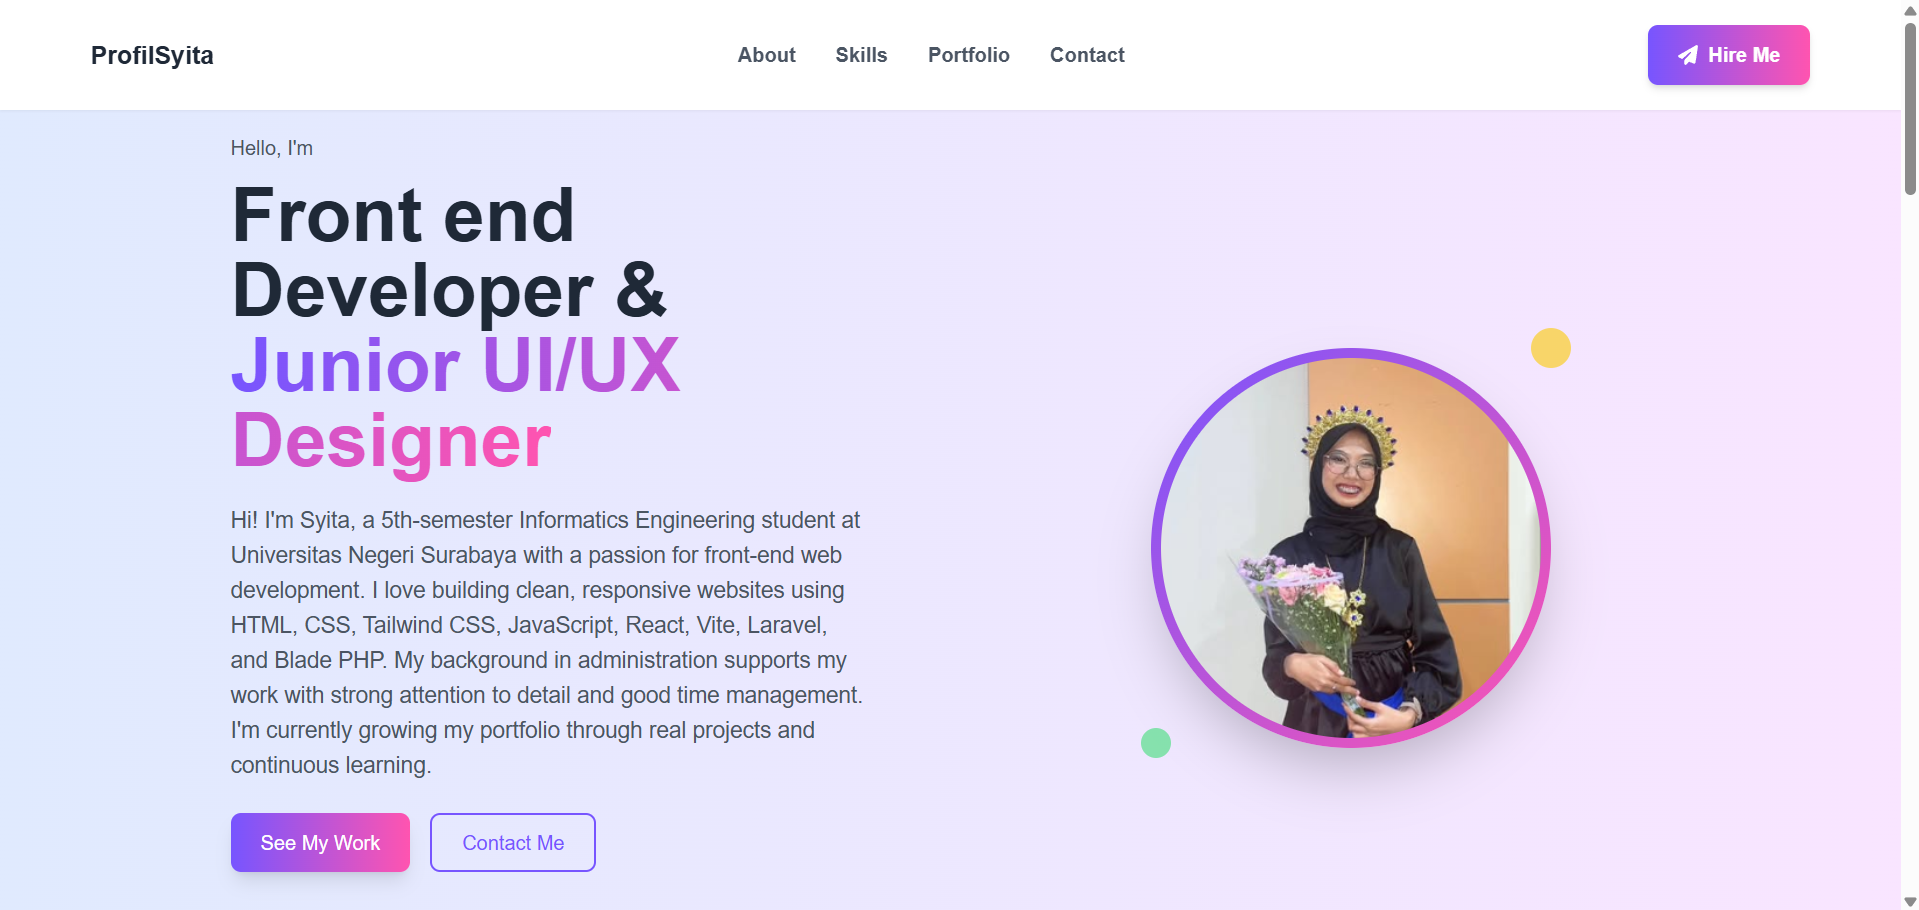 ProfilSyita
About
Skills
Portfolio
Contact
Hire Me
Hello, I'm
Front end
Developer &
Junior UI/UX
Designer
Hi! I'm Syita, a 5th-semester Informatics Engineering student at
Universitas Negeri Surabaya with a passion for front-end web
development. I love building clean, responsive websites using
HTML, CSS, Tailwind CSS, JavaScript, React, Vite, Laravel,
and Blade PHP. My background in administration supports my
work with strong attention to detail and good time management.
I'm currently growing my portfolio through real projects and
continuous learning.
See My Work
Contact Me